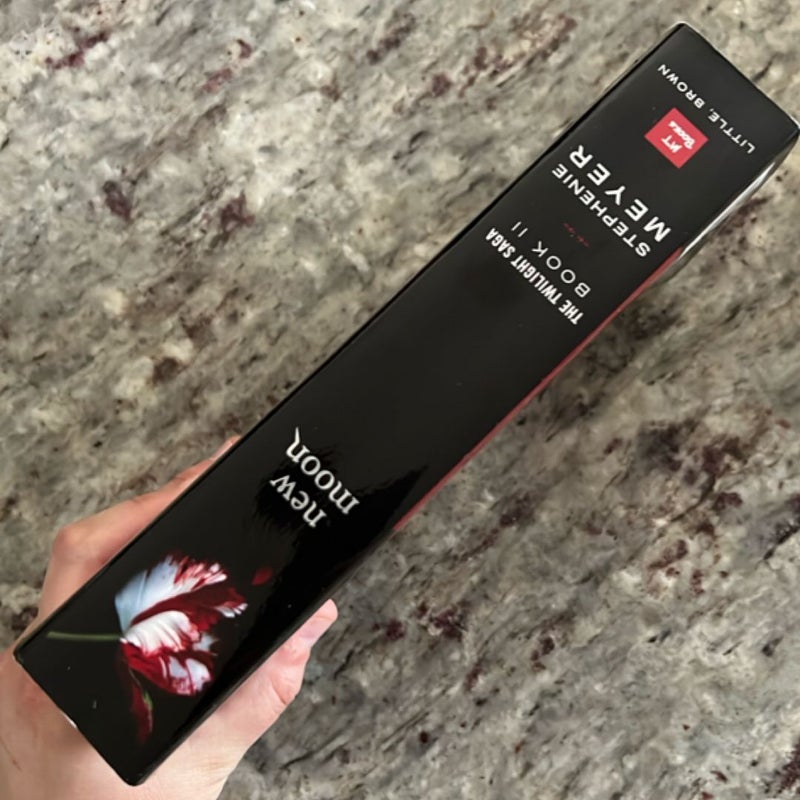 new
moon
THE TWILIGHT SAGA
BOOK II
STEPHENIE
MEYER
LITTLE, BROWN